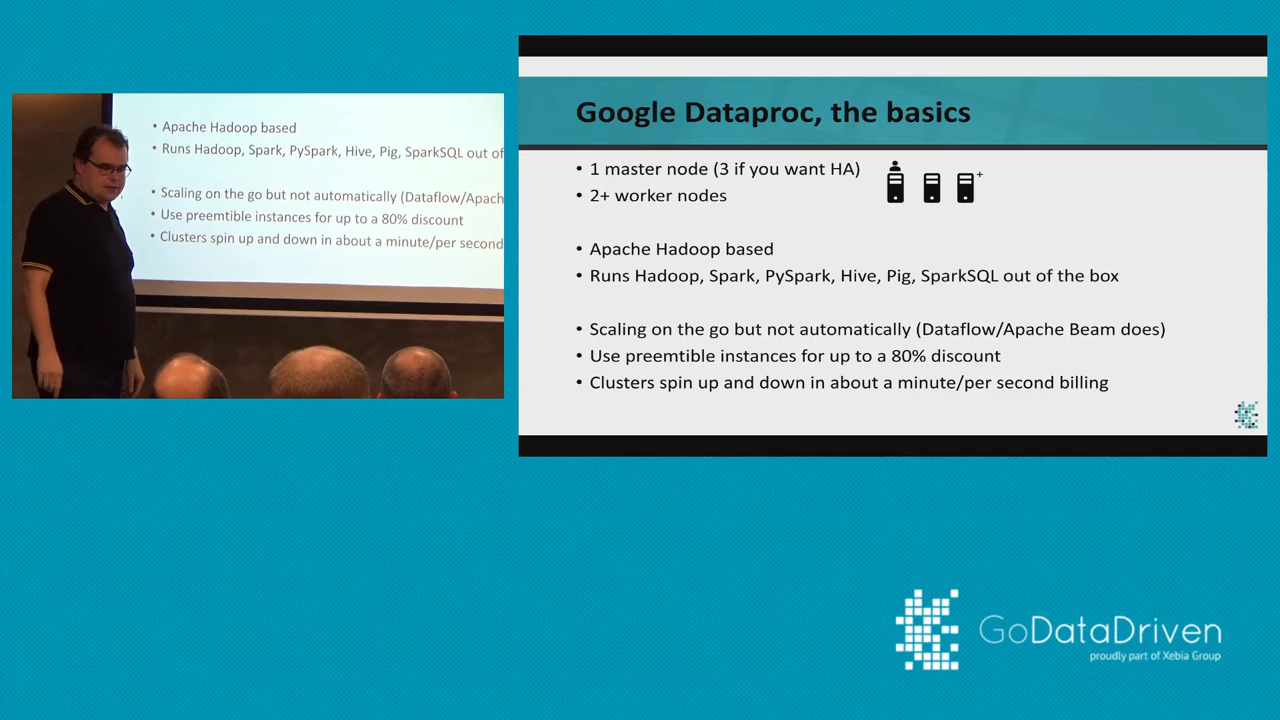 • Apache Hadoop based
• Runs Hadoop, Spark, PySpark, Hive, Pig, SparkSQL out of
• Scaling on the go but not automatically (Dataflow/Apach
• Use preemtible instances for up to a 80% discount
• Clusters spin up and down in about a minute/per second
Google Dataproc, the basics
• 1 master node (3 if you want HA)
• 2+ worker nodes
+
• Apache Hadoop based
• Runs Hadoop, Spark, PySpark, Hive, Pig, SparkSQL out of the box
• Scaling on the go but not automatically (Dataflow/Apache Beam does)
• Use preemtible instances for up to a 80% discount
• Clusters spin up and down in about a minute/per second billing
GoDataDriven
proudly part of Xebia Group